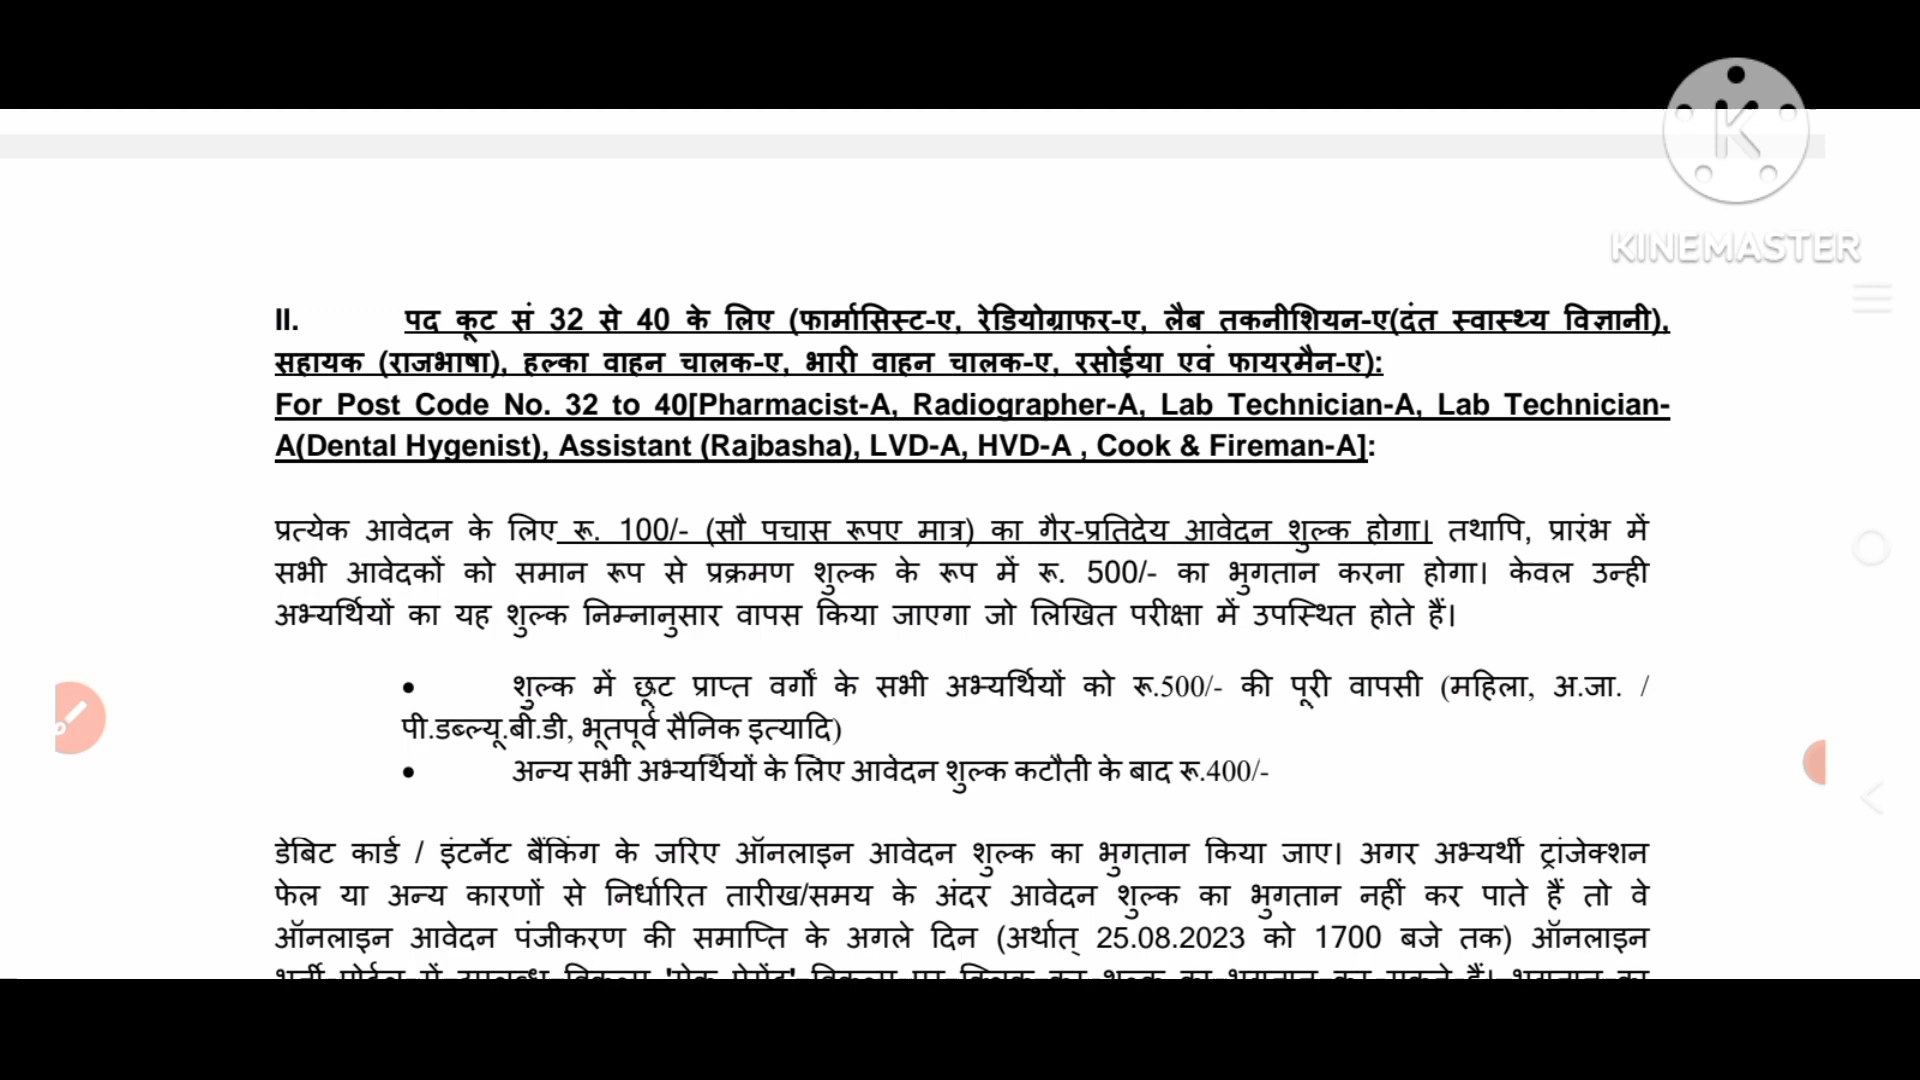 K
KINEMASTER
II. पद कूट सं 32 से 40 के लिए (फार्मासिस्ट-ए, रेडियोग्राफर-ए, लैब तकनीशियन-ए(दंत स्वास्थ्य विज्ञानी),
सहायक (राजभाषा), हल्का वाहन चालक-ए, भारी वाहन चालक-ए, रसोईया एवं फायरमैन-ए):
For Post Code No. 32 to 40[Pharmacist-A, Radiographer-A, Lab Technician-A, Lab Technician-
A(Dental Hygenist), Assistant (Rajbasha), LVD-A, HVD-A , Cook & Fireman-A]:
प्रत्येक आवेदन के लिए रू. 100/- (सौ पचास रूपए मात्र) का गैर-प्रतिदेय आवेदन शुल्क होगा। तथापि, प्रारंभ में
सभी आवेदकों को समान रूप से प्रक्रमण शुल्क के रूप में रू. 500/- का भुगतान करना होगा। केवल उन्ही
अभ्यर्थियों का यह शुल्क निम्नानुसार वापस किया जाएगा जो लिखित परीक्षा में उपस्थित होते हैं।
• शुल्क में छूट प्राप्त वर्गों के सभी अभ्यर्थियों को रू.500/- की पूरी वापसी (महिला, अ.जा. /
पी.डब्ल्यू.बी.डी, भूतपूर्व सैनिक इत्यादि)
• अन्य सभी अभ्यर्थियों के लिए आवेदन शुल्क कटौती के बाद रू.400/-
डेबिट कार्ड / इंटर्नेट बैंकिंग के जरिए ऑनलाइन आवेदन शुल्क का भुगतान किया जाए। अगर अभ्यर्थी ट्रांजेक्शन
फेल या अन्य कारणों से निर्धारित तारीख/समय के अंदर आवेदन शुल्क का भुगतान नहीं कर पाते हैं तो वे
ऑनलाइन आवेदन पंजीकरण की समाप्ति के अगले दिन (अर्थात् 25.08.2023 को 1700 बजे तक) ऑनलाइन